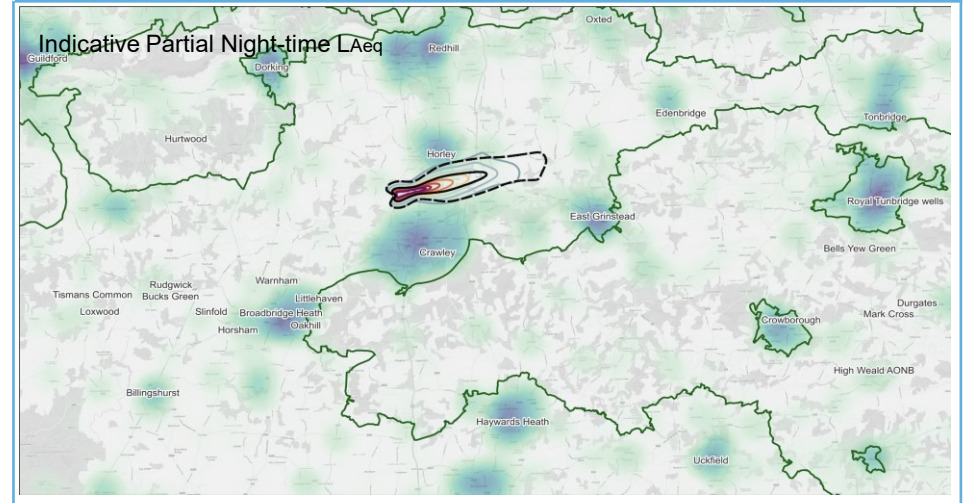 Indicative Partial Night-time LAeq
Oxted
Redhill
Guildford
Dorking
Edenbridge
Tonbridge
Hurtwood
Horley
Royal Tunbridge wells
East Grinstead
Crawley
Bells Yew Green
Warnham
Rudgwick
Tismans Common
Bucks Green
Littlehaven
Loxwood
Slinfold
Broadbridge Heath
Durgates
Mark Cross
Horsham
Oakhill
Crowborough
High Weald AONB
Billingshurst
Haywards Heath
Uckfield